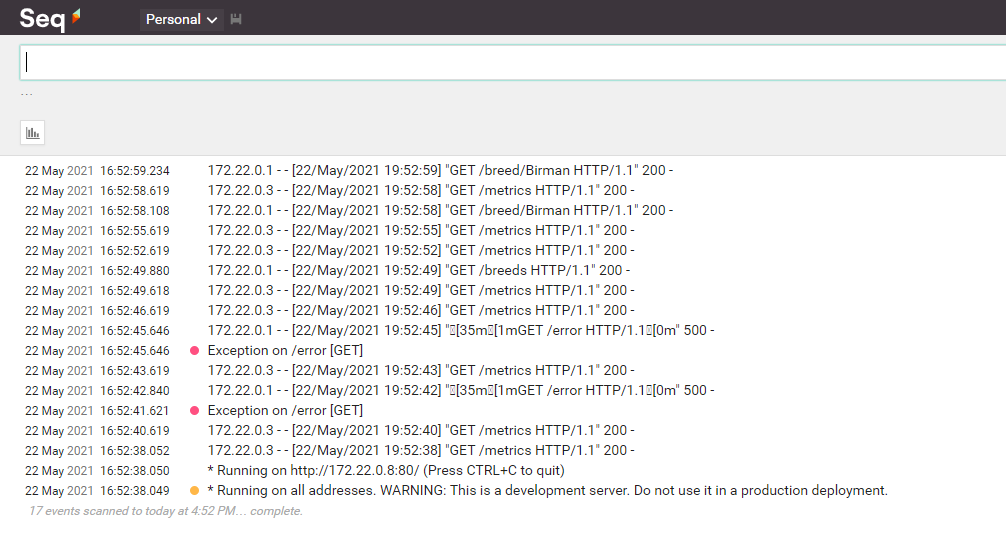 Seq
Personal
...
22 May 2021 16:52:59.234 172.22.0.1 - - [22/May/2021 19:52:59] "GET /breed/Birman HTTP/1.1" 200 -
22 May 2021 16:52:58.619 172.22.0.3 - - [22/May/2021 19:52:58] "GET /metrics HTTP/1.1" 200 -
22 May 2021 16:52:58.108 172.22.0.1 - - [22/May/2021 19:52:58] "GET /breed/Birman HTTP/1.1" 200 -
22 May 2021 16:52:55.619 172.22.0.3 - - [22/May/2021 19:52:55] "GET /metrics HTTP/1.1" 200 -
22 May 2021 16:52:52.619 172.22.0.3 - - [22/May/2021 19:52:52] "GET /metrics HTTP/1.1" 200 -
22 May 2021 16:52:49.880 172.22.0.1 - - [22/May/2021 19:52:49] "GET /breeds HTTP/1.1" 200 -
22 May 2021 16:52:49.618 172.22.0.3 - - [22/May/2021 19:52:49] "GET /metrics HTTP/1.1" 200 -
22 May 2021 16:52:46.619 172.22.0.3 - - [22/May/2021 19:52:46] "GET /metrics HTTP/1.1" 200 -
22 May 2021 16:52:45.646 172.22.0.1 - - [22/May/2021 19:52:45] "▯[35m▯[1mGET /error HTTP/1.1▯[0m" 500 -
22 May 2021 16:52:45.646 Exception on /error [GET]
22 May 2021 16:52:43.619 172.22.0.3 - - [22/May/2021 19:52:43] "GET /metrics HTTP/1.1" 200 -
22 May 2021 16:52:42.840 172.22.0.1 - - [22/May/2021 19:52:42] "▯[35m▯[1mGET /error HTTP/1.1▯[0m" 500 -
22 May 2021 16:52:41.621 Exception on /error [GET]
22 May 2021 16:52:40.619 172.22.0.3 - - [22/May/2021 19:52:40] "GET /metrics HTTP/1.1" 200 -
22 May 2021 16:52:38.052 172.22.0.3 - - [22/May/2021 19:52:38] "GET /metrics HTTP/1.1" 200 -
22 May 2021 16:52:38.050 * Running on http://172.22.0.8:80/ (Press CTRL+C to quit)
22 May 2021 16:52:38.049 * Running on all addresses. WARNING: This is a development server. Do not use it in a production deployment.
17 events scanned to today at 4:52 PM… complete.